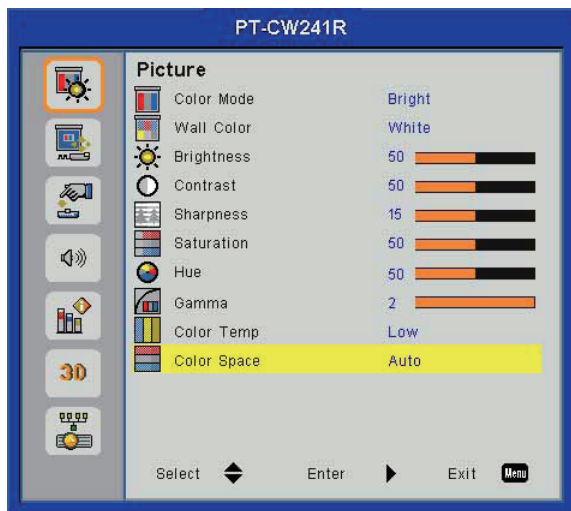 PT-CW241R
Picture
Color Mode Bright
Wall Color White
Brightness 50
Contrast 50
Sharpness 15
Saturation 50
Hue 50
Gamma 2
Color Temp Low
Color Space Auto
3D
Select Enter Exit Menu